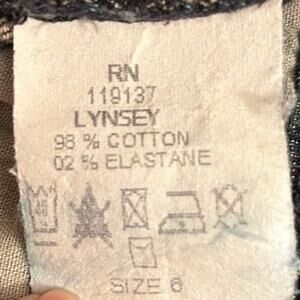 RN
119137
LYNSEY
98 % COTTON
02 % ELASTANE
SIZE 6